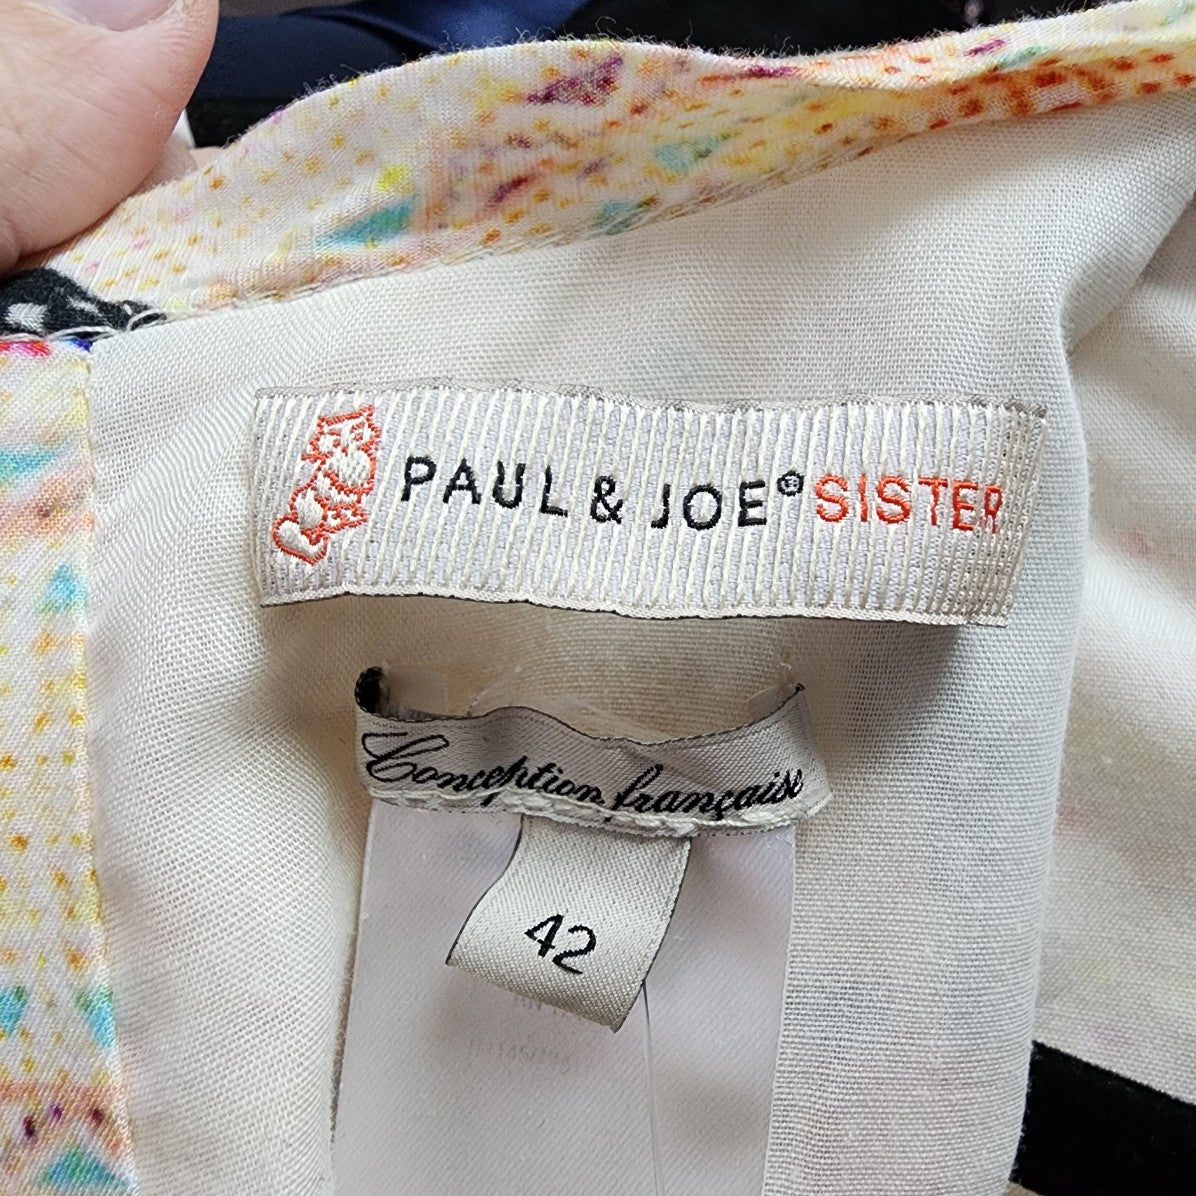 PAUL & JOE® SISTER
Conception française
42